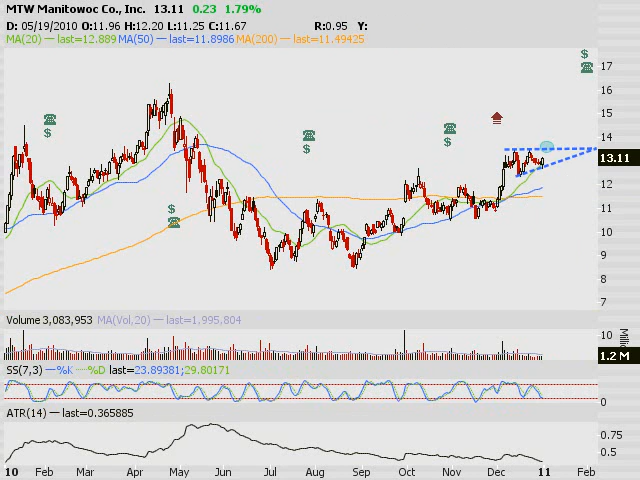 MTW Manitowoc Co., Inc. 13.11 0.23 1.79%
D: 05/19/2010 O:11.96 H:12.20 L:11.25 C:11.67 R:0.95 Y:
MA(20) — last=12.889 MA(50) — last=11.8986 MA(200) — last=11.49425
$
17
16
15
14
13.11
12
11
10
9
8
7
$
$
$
$
Volume 3,083,953 MA(Vol,20) — last=1,995,804
10
Millio
1.2 M
SS(7,3) —%K —%D last=23.89381;29.80171
0
ATR(14) — last=0.365885
0.75
0.5
10 Feb Mar Apr May Jun Jul Aug Sep Oct Nov Dec 11 Feb